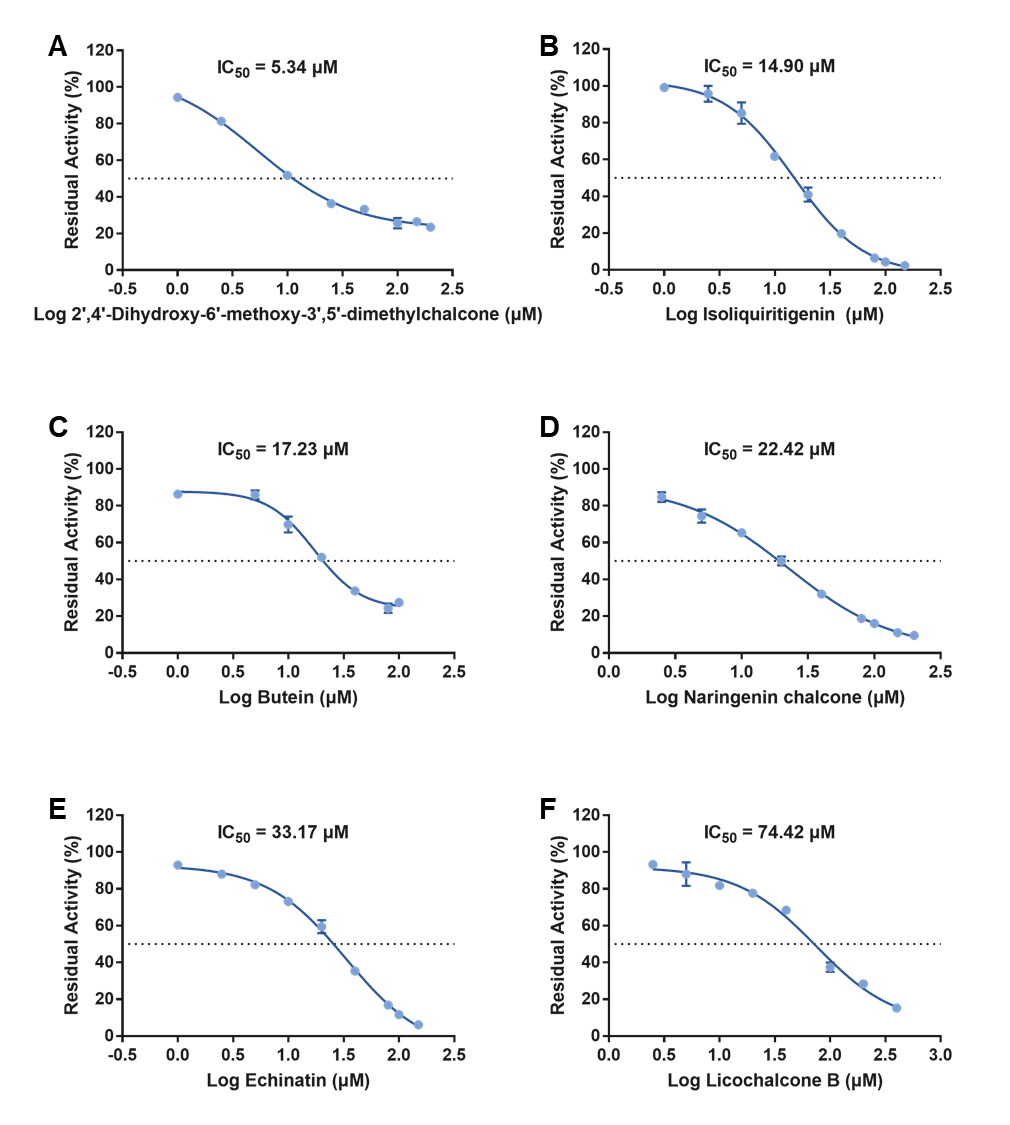 A
IC50 = 5.34 µM
Residual Activity (%)
120
100
80
60
40
20
0
-0.5 0.0 0.5 1.0 1.5 2.0 2.5
Log 2',4'-Dihydroxy-6'-methoxy-3',5'-dimethylchalcone (µM)
B
IC50 = 14.90 µM
Residual Activity (%)
120
100
80
60
40
20
0
-0.5 0.0 0.5 1.0 1.5 2.0 2.5
Log Isoliquiritigenin (µM)
C
IC50 = 17.23 µM
Residual Activity (%)
120
100
80
60
40
20
0
-0.5 0.0 0.5 1.0 1.5 2.0 2.5
Log Butein (µM)
D
IC50 = 22.42 µM
Residual Activity (%)
120
100
80
60
40
20
0
0.0 0.5 1.0 1.5 2.0 2.5
Log Naringenin chalcone (µM)
E
IC50 = 33.17 µM
Residual Activity (%)
120
100
80
60
40
20
0
-0.5 0.0 0.5 1.0 1.5 2.0 2.5
Log Echinatin (µM)
F
IC50 = 74.42 µM
Residual Activity (%)
120
100
80
60
40
20
0
0.0 0.5 1.0 1.5 2.0 2.5 3.0
Log Licochalcone B (µM)